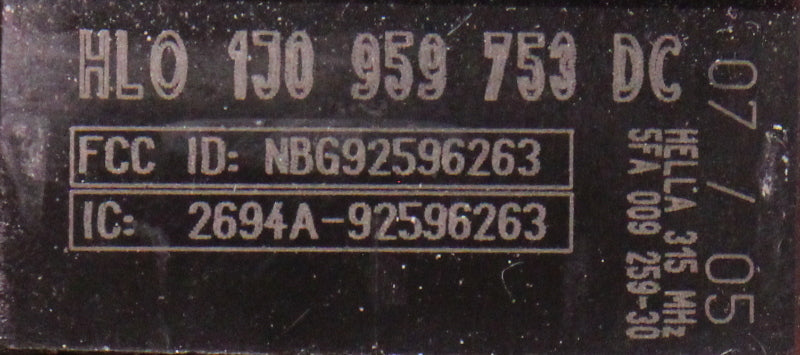 HLO 1J0 959 753 DC
FCC ID: NBG92596263
IC: 2694A-92596263
07 / 05
HELLA 315 MHz
5FA 009 259-30